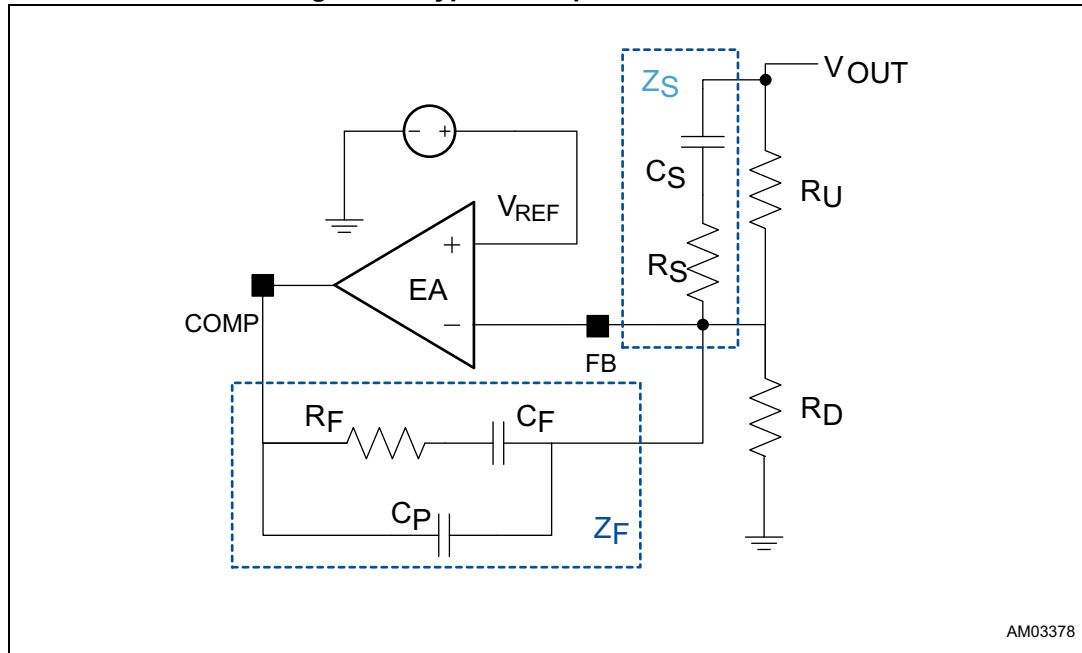 ZS
VOUT
- +
CS
RU
VREF
+
RS
EA
COMP
−
FB
RF
CF
RD
CP
ZF
AM03378